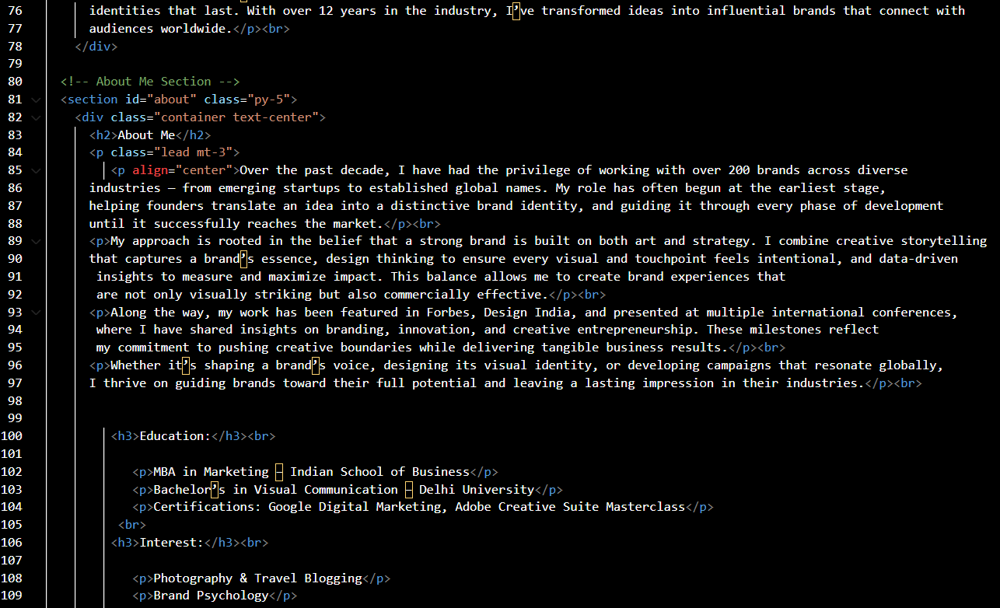 76 identities that last. With over 12 years in the industry, I’ve transformed ideas into influential brands that connect with
77 audiences worldwide.</p><br>
78 </div>
79
80 <!-- About Me Section -->
81 <section id="about" class="py-5">
82 <div class="container text-center">
83 <h2>About Me</h2>
84 <p class="lead mt-3">
85 <p align="center">Over the past decade, I have had the privilege of working with over 200 brands across diverse
86 industries — from emerging startups to established global names. My role has often begun at the earliest stage,
87 helping founders translate an idea into a distinctive brand identity, and guiding it through every phase of development
88 until it successfully reaches the market.</p><br>
89 <p>My approach is rooted in the belief that a strong brand is built on both art and strategy. I combine creative storytelling
90 that captures a brand’s essence, design thinking to ensure every visual and touchpoint feels intentional, and data-driven
91 insights to measure and maximize impact. This balance allows me to create brand experiences that
92 are not only visually striking but also commercially effective.</p><br>
93 <p>Along the way, my work has been featured in Forbes, Design India, and presented at multiple international conferences,
94 where I have shared insights on branding, innovation, and creative entrepreneurship. These milestones reflect
95 my commitment to pushing creative boundaries while delivering tangible business results.</p><br>
96 <p>Whether it’s shaping a brand’s voice, designing its visual identity, or developing campaigns that resonate globally,
97 I thrive on guiding brands toward their full potential and leaving a lasting impression in their industries.</p><br>
98
99
100 <h3>Education:</h3><br>
101
102 <p>MBA in Marketing – Indian School of Business</p>
103 <p>Bachelor’s in Visual Communication – Delhi University</p>
104 <p>Certifications: Google Digital Marketing, Adobe Creative Suite Masterclass</p>
105 <br>
106 <h3>Interest:</h3><br>
107
108 <p>Photography & Travel Blogging</p>
109 <p>Brand Psychology</p>